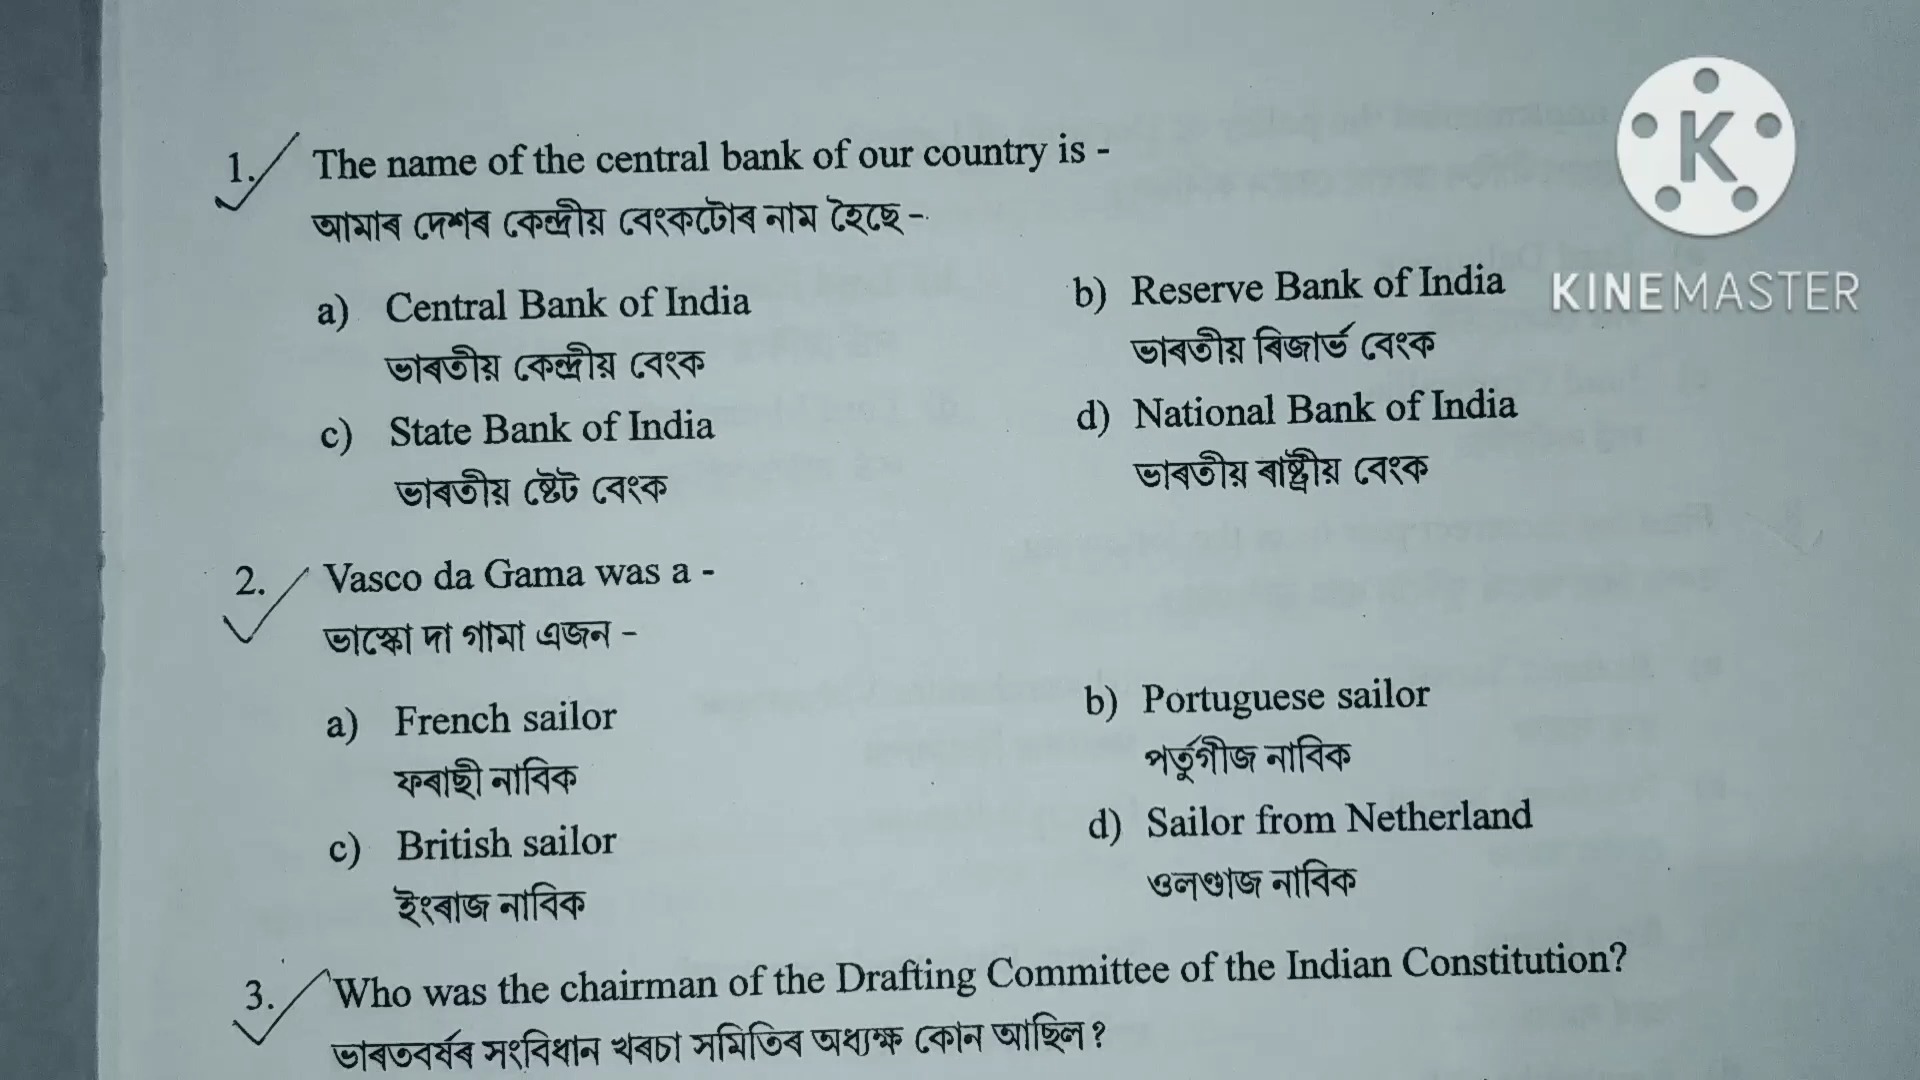 1. The name of the central bank of our country is -
আমাৰ দেশৰ কেন্দ্ৰীয় বেংকটোৰ নাম হৈছে -
a) Central Bank of India
ভাৰতীয় কেন্দ্ৰীয় বেংক
b) Reserve Bank of India
ভাৰতীয় ৰিজাৰ্ভ বেংক
c) State Bank of India
ভাৰতীয় ষ্টেট বেংক
d) National Bank of India
ভাৰতীয় ৰাষ্ট্ৰীয় বেংক
2. Vasco da Gama was a -
ভাস্কো দা গামা এজন -
a) French sailor
ফৰাছী নাবিক
b) Portuguese sailor
পৰ্তুগীজ নাবিক
c) British sailor
ইংৰাজ নাবিক
d) Sailor from Netherland
ওলণ্ডাজ নাবিক
3. Who was the chairman of the Drafting Committee of the Indian Constitution?
ভাৰতবৰ্ষৰ সংবিধান খৰচা সমিতিৰ অধ্যক্ষ কোন আছিল ?
K
KINEMASTER